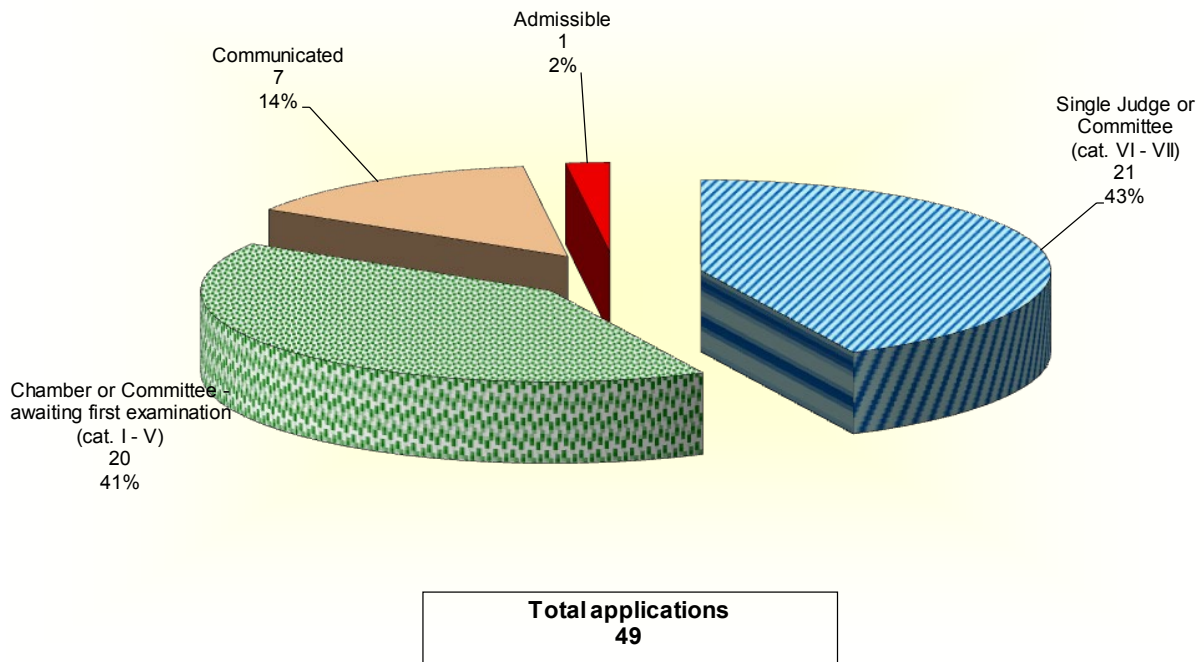 Admissible
1
2%
Communicated
7
14%
Single Judge or
Committee
(cat. VI - VII)
21
43%
Chamber or Committee -
awaiting first examination
(cat. I - V)
20
41%
Total applications
49